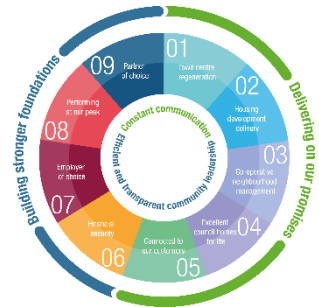 Building stronger foundations
Delivering on our promises
Constant communication
Efficient and transparent community leadership
01
Town centre
regeneration
02
Housing
development
delivery
03
Co-operative
neighbourhood
management
04
Excellent
council homes
for life
05
Connected to
our customers
06
Financial
security
07
Employer
of choice
08
Performing
at our peak
09
Partner
of choice